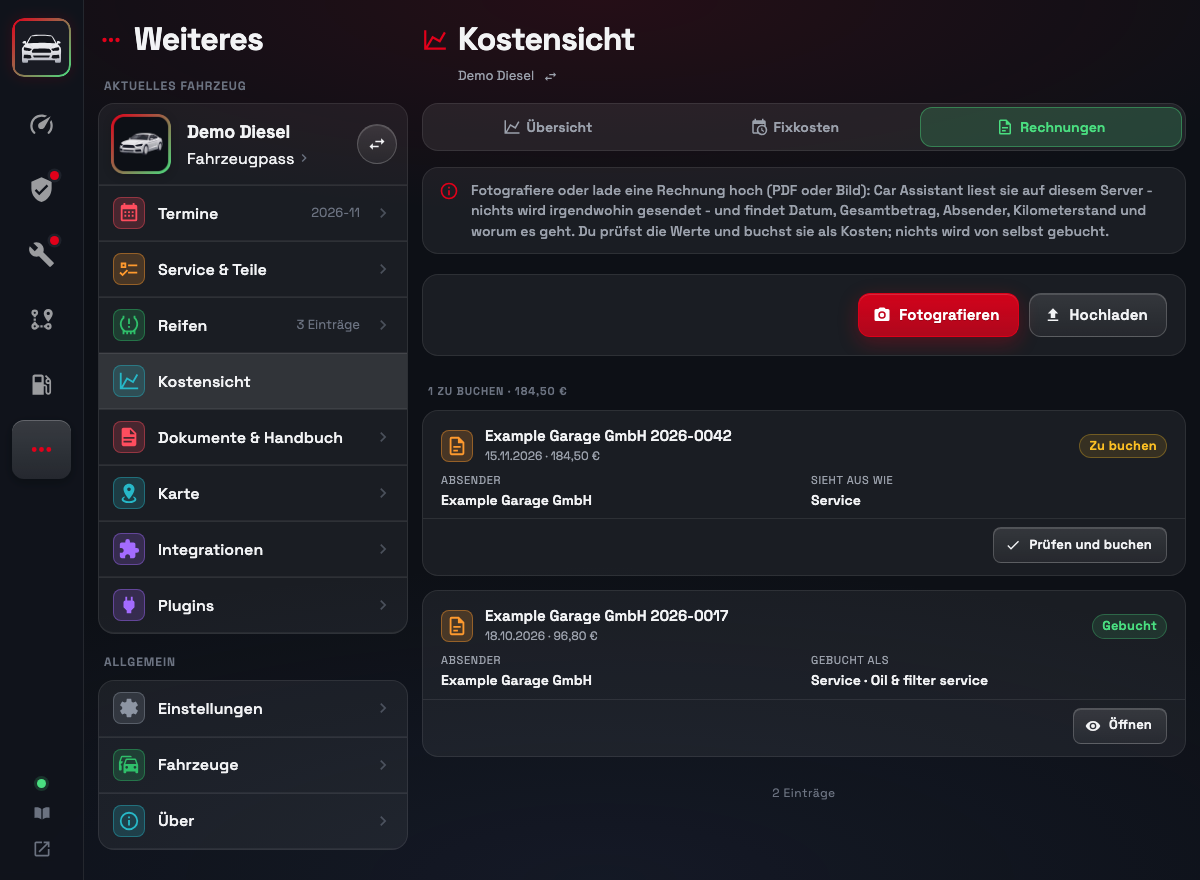 Weiteres
AKTUELLES FAHRZEUG
Demo Diesel
Fahrzeugpass
Termine 2026-11
Service & Teile
Reifen 3 Einträge
Kostensicht
Dokumente & Handbuch
Karte
Integrationen
Plugins
ALLGEMEIN
Einstellungen
Fahrzeuge
Über
Kostensicht
Demo Diesel
Übersicht Fixkosten Rechnungen
Fotografiere oder lade eine Rechnung hoch (PDF oder Bild): Car Assistant liest sie auf diesem Server -
nichts wird irgendwohin gesendet - und findet Datum, Gesamtbetrag, Absender, Kilometerstand und
worum es geht. Du prüfst die Werte und buchst sie als Kosten; nichts wird von selbst gebucht.
Fotografieren Hochladen
1 ZU BUCHEN · 184,50 €
Example Garage GmbH 2026-0042
15.11.2026 · 184,50 €
Zu buchen
ABSENDER SIEHT AUS WIE
Example Garage GmbH Service
Prüfen und buchen
Example Garage GmbH 2026-0017
18.10.2026 · 96,80 €
Gebucht
ABSENDER GEBUCHT ALS
Example Garage GmbH Service · Oil & filter service
Öffnen
2 Einträge